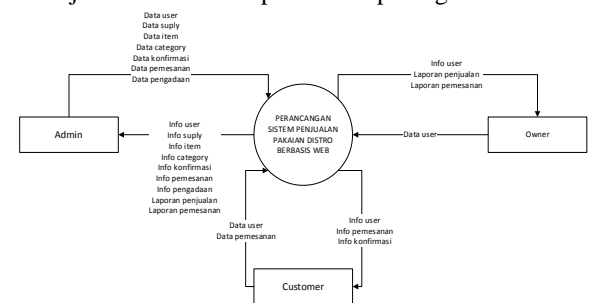 Data user
Data suply
Data item
Data category
Data konfirmasi
Data pemesanan
Data pengadaan
Info user
Laporan penjualan
Laporan pemesanan
PERANCANGAN
SISTEM PENJUALAN
PAKAIAN DISTRO
BERBASIS WEB
Admin
Info user
Info suply
Info item
Info category
Info konfirmasi
Info pemesanan
Info pengadaan
Laporan penjualan
Laporan pemesanan
Data user
Owner
Data user
Data pemesanan
Info user
Info pemesanan
Info konfirmasi
Customer